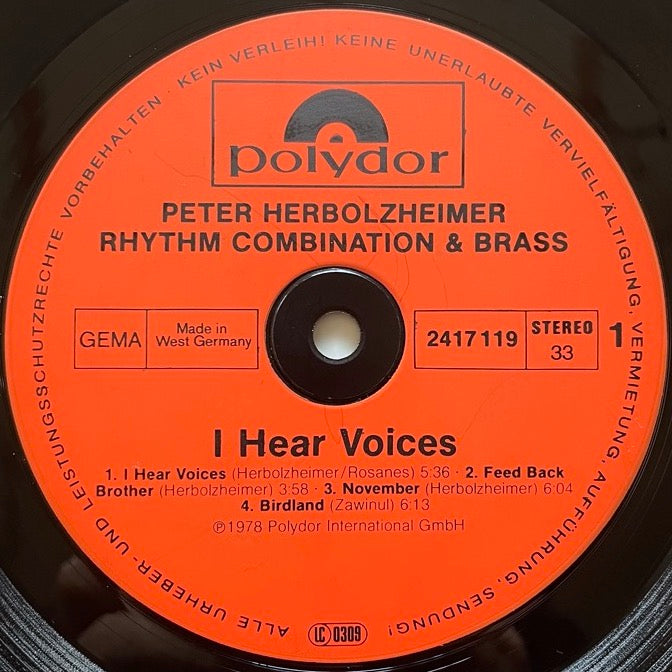 ALLE URHEBER- UND LEISTUNGSSCHUTZRECHTE VORBEHALTEN · KEIN VERLEIH! KEINE UNERLAUBTE VERVIELFÄLTIGUNG, VERMIETUNG, AUFFÜHRUNG, SENDUNG!
polydor
PETER HERBOLZHEIMER
RHYTHM COMBINATION & BRASS
GEMA
Made in
West Germany
2417 119
STEREO
33
1
I Hear Voices
1. I Hear Voices (Herbolzheimer/Rosanes) 5:36 · 2. Feed Back
Brother (Herbolzheimer) 3:58 · 3. November (Herbolzheimer) 6:04
4. Birdland (Zawinul) 6:13
℗1978 Polydor International GmbH
LC 0309